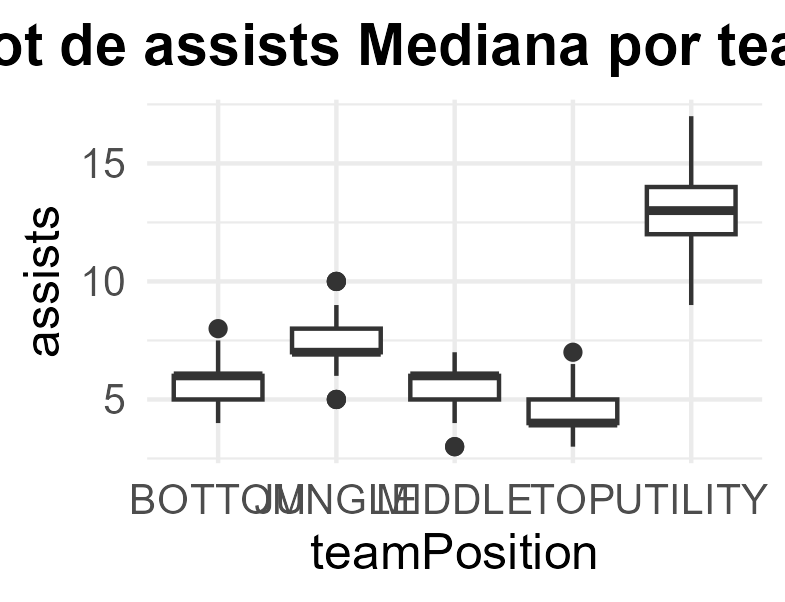 ot de assists Mediana por tea
15
10
5
assists
BOTTOM JUNGLE MIDDLE TOP UTILITY
teamPosition